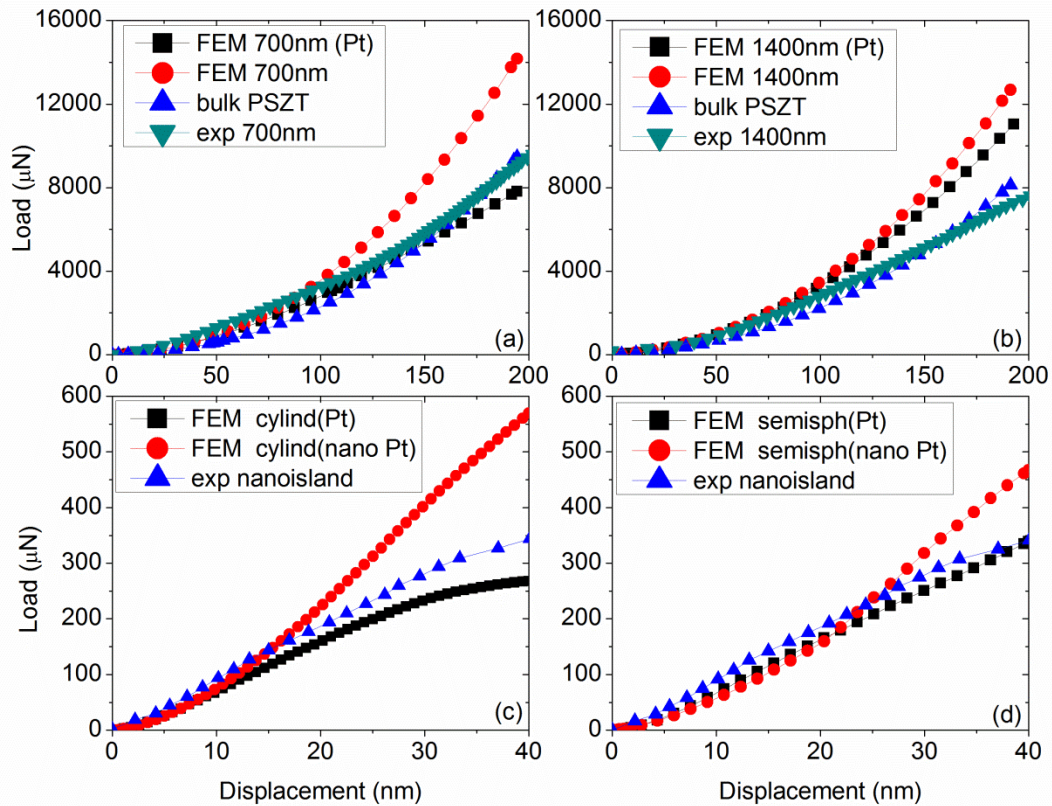 16000
12000
8000
4000
0
Load (μN)
FEM 700nm (Pt)
FEM 700nm
bulk PSZT
exp 700nm
(a)
0 50 100 150 200
16000
12000
8000
4000
0
FEM 1400nm (Pt)
FEM 1400nm
bulk PSZT
exp 1400nm
(b)
0 50 100 150 200
600
500
400
300
200
100
0
Load (μN)
FEM cylind(Pt)
FEM cylind(nano Pt)
exp nanoisland
(c)
0 10 20 30 40
Displacement (nm)
600
500
400
300
200
100
0
FEM semisph(Pt)
FEM semisph(nano Pt)
exp nanoisland
(d)
0 10 20 30 40
Displacement (nm)